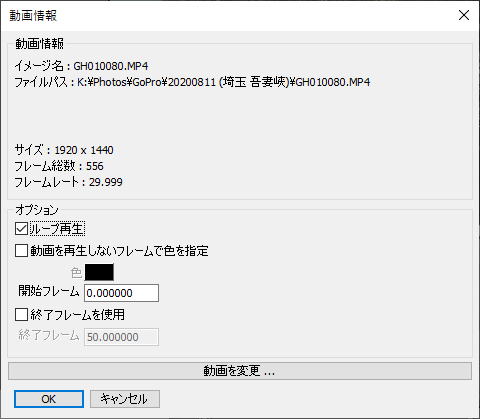 動画情報
動画情報
イメージ名 : GH010080.MP4
ファイルパス : K:¥Photos¥GoPro¥20200811 (埼玉 吾妻峡)¥GH010080.MP4
サイズ : 1920 x 1440
フレーム総数 : 556
フレームレート : 29.999
オプション
ループ再生
動画を再生しないフレームで色を指定
色
開始フレーム 0.000000
終了フレームを使用
終了フレーム 50.000000
動画を変更 ...
OK キャンセル